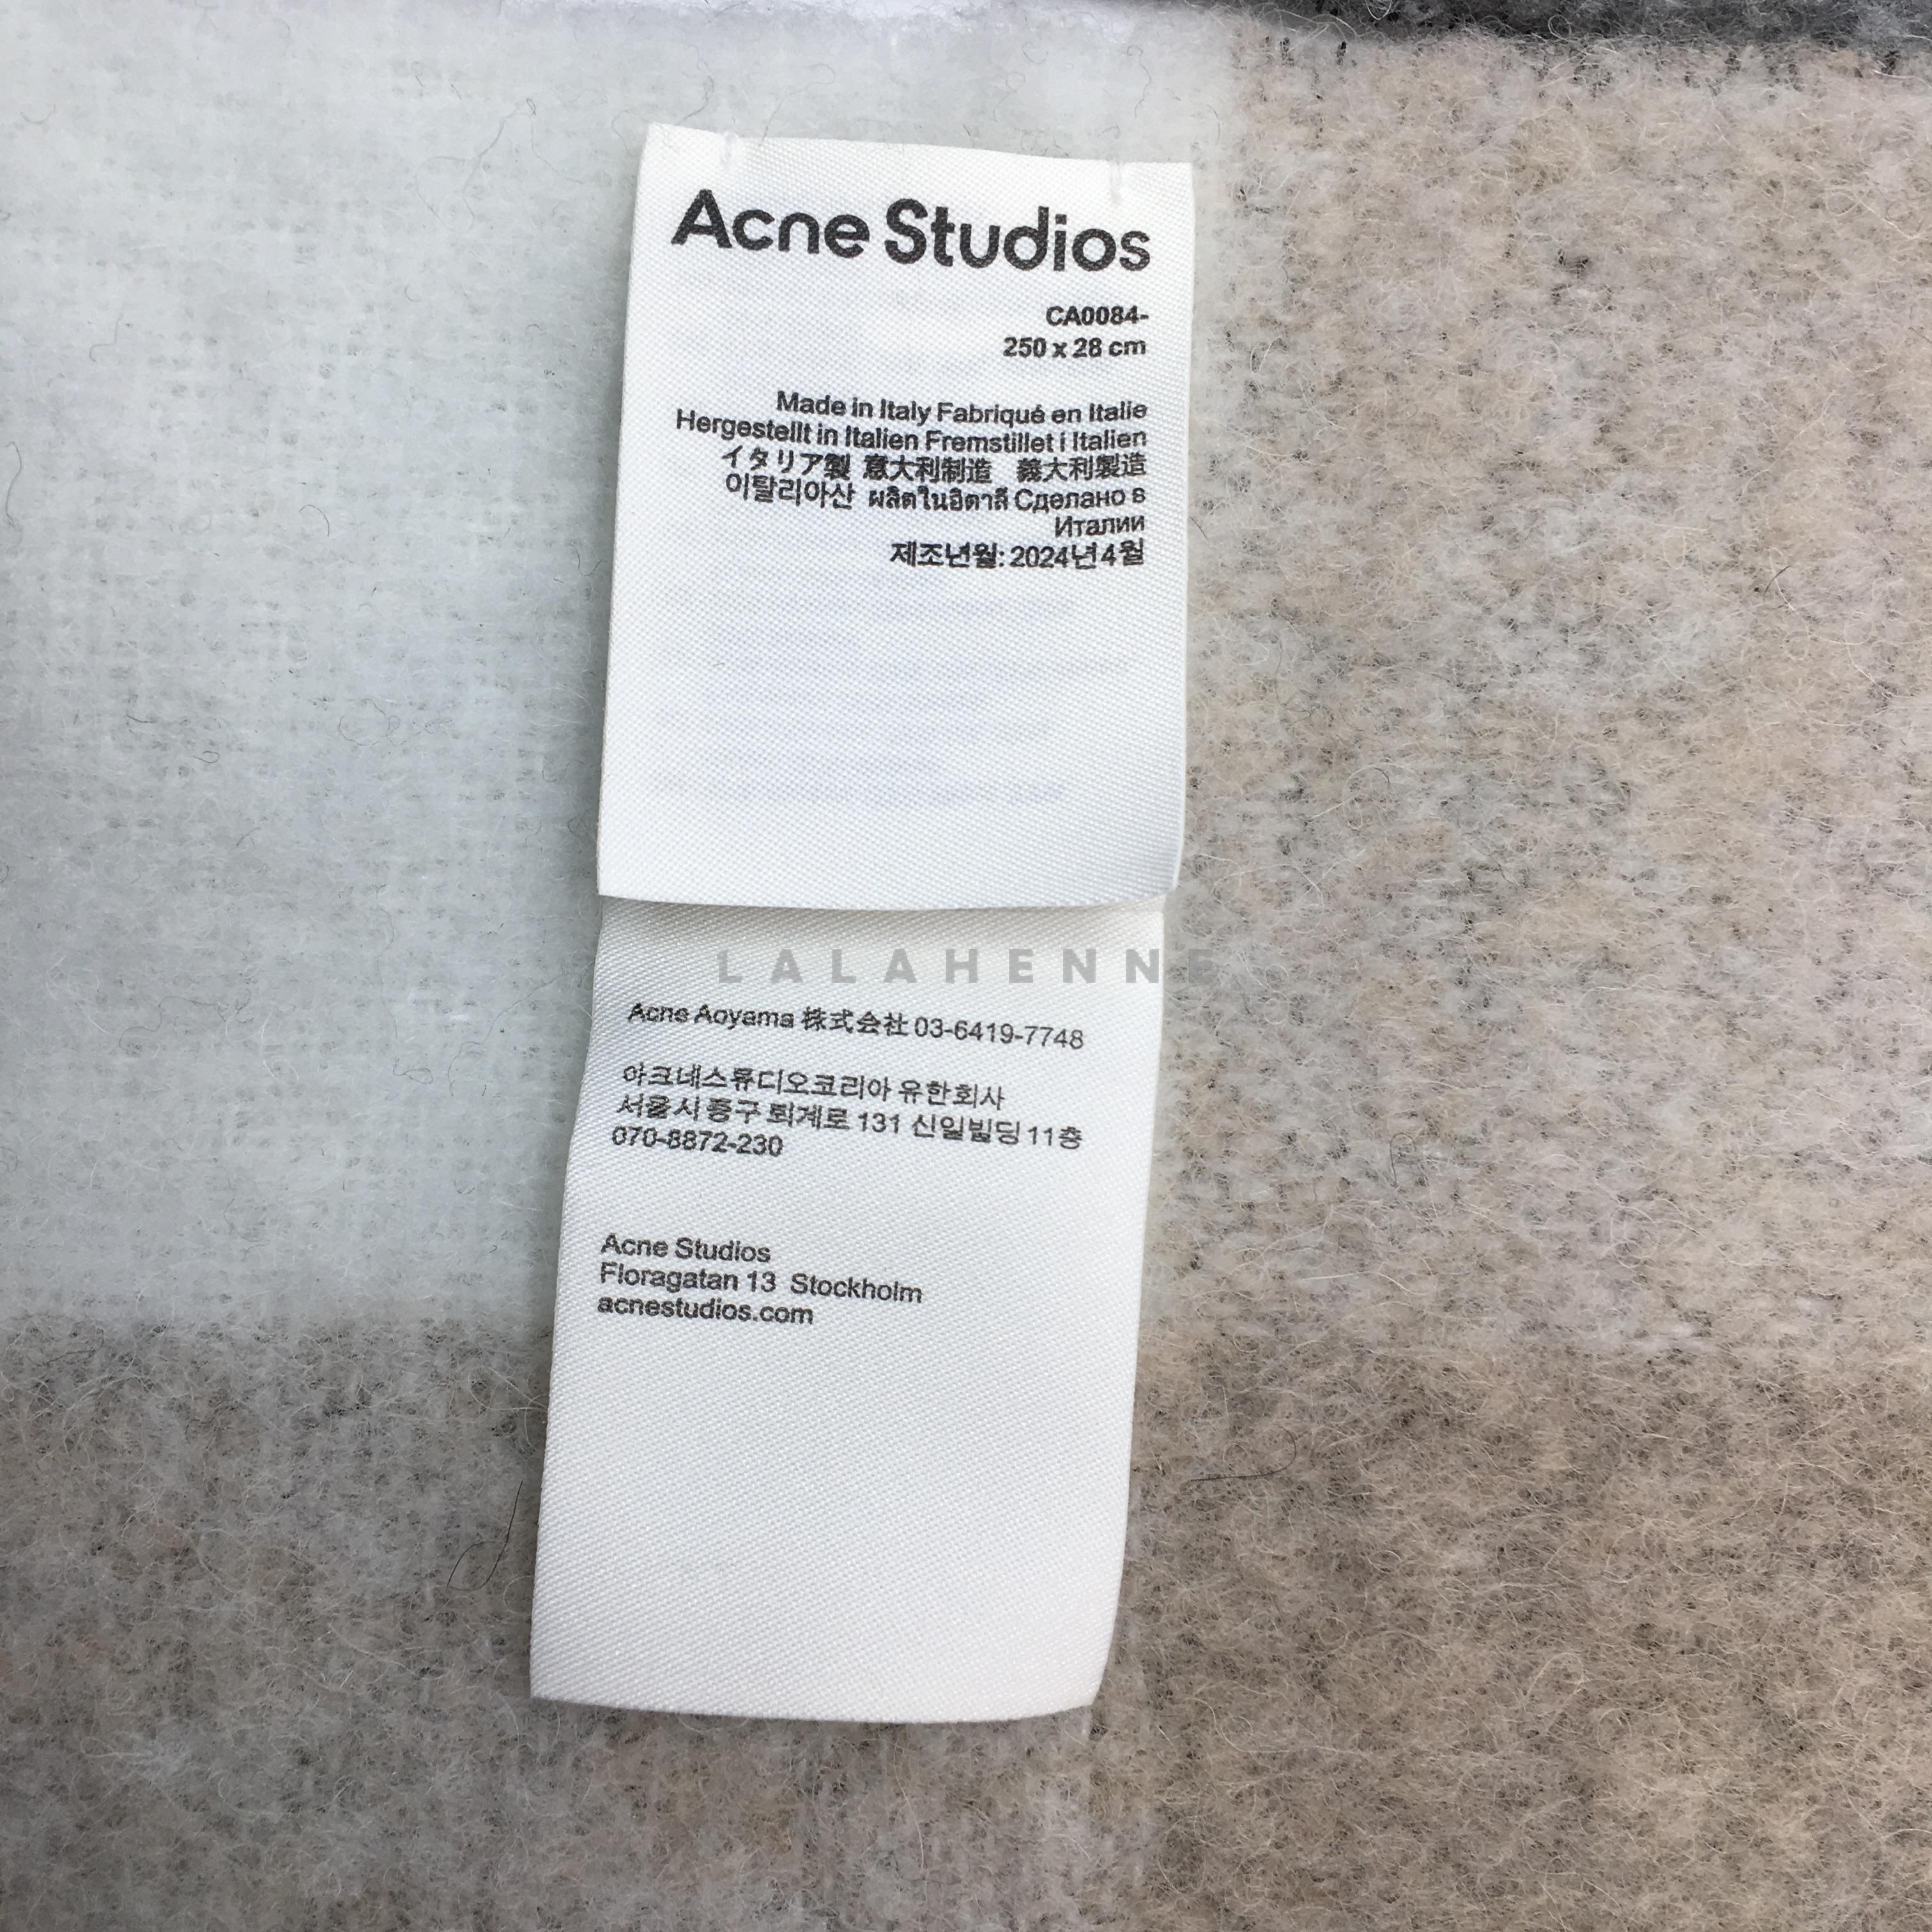 Acne Studios
CA0084-
250 x 28 cm
Made in Italy Fabriqué en Italie
Hergestellt in Italien Fremstillet i Italien
イタリア製 意大利制造 義大利製造
이탈리아산 ผลิตในอิตาลี Сделано в
Италии
제조년월: 2024년4월
LALAHENNE
Acne Aoyama 株式会社 03-6419-7748
아크네스튜디오코리아 유한회사
서울시 중구 퇴계로 131 신일빌딩 11층
070-8872-230
Acne Studios
Floragatan 13 Stockholm
acnestudios.com